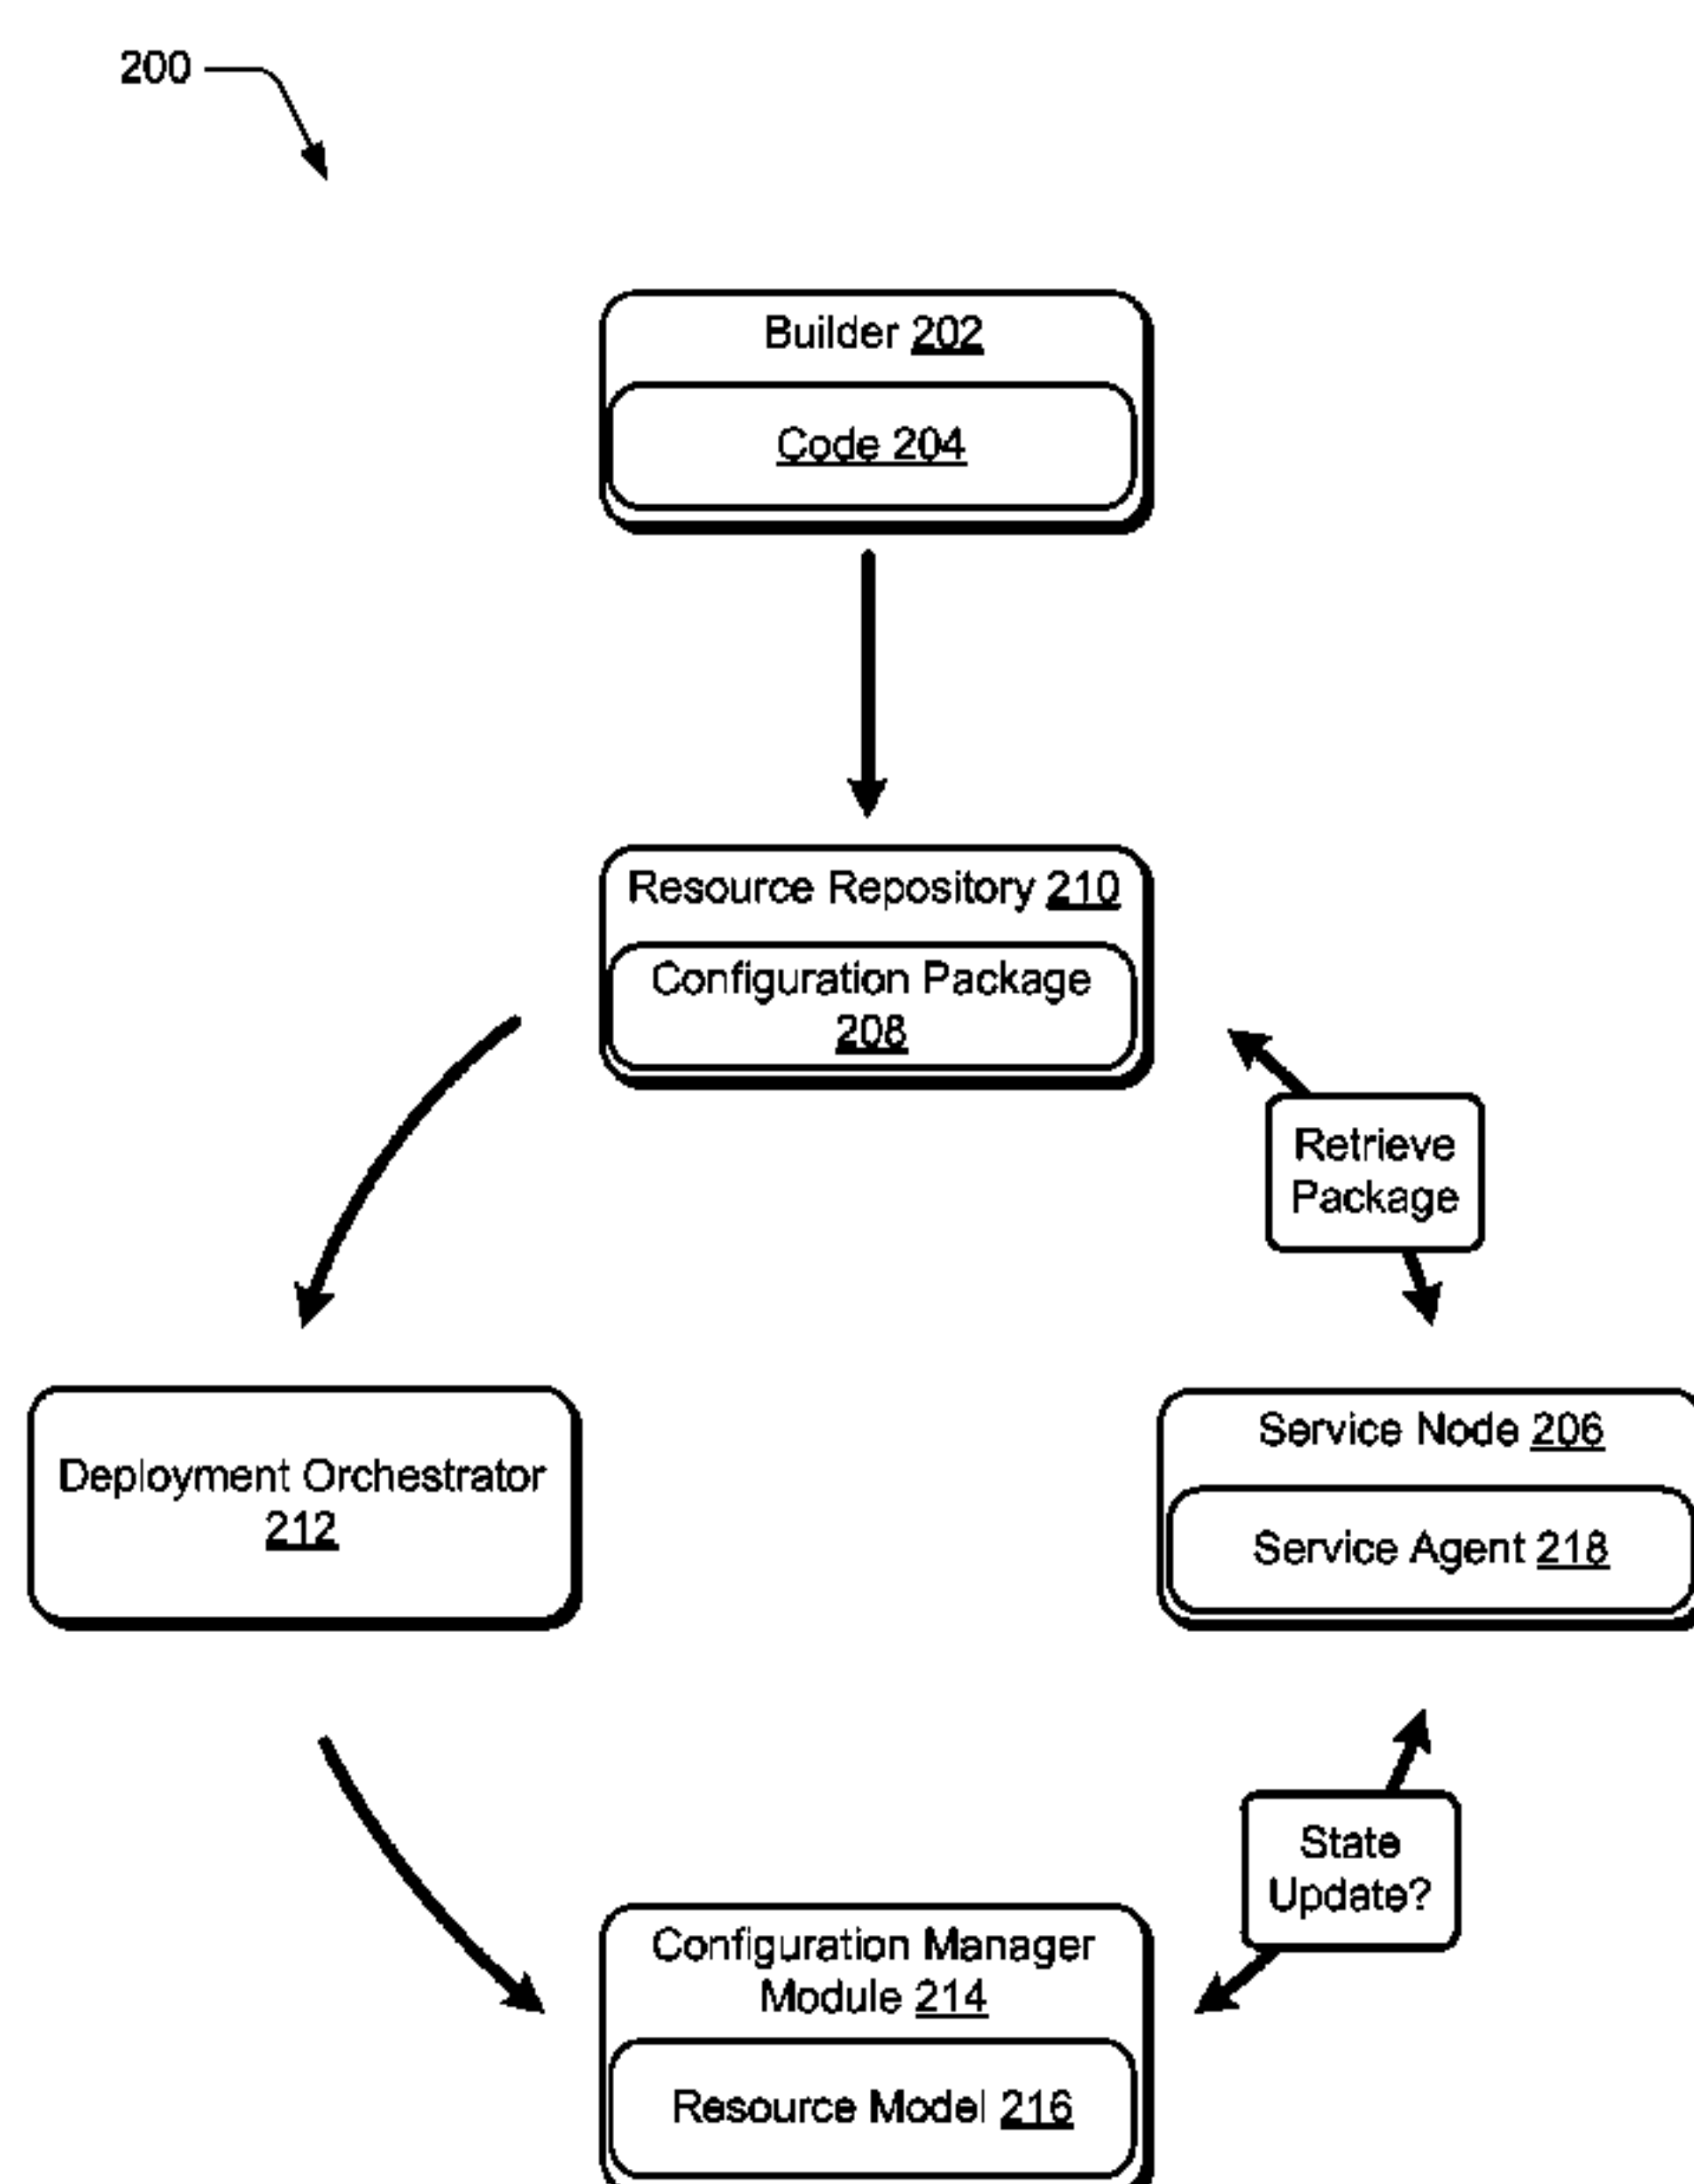 200
Builder 202
Code 204
Resource Repository 210
Configuration Package
208
Retrieve
Package
Deployment Orchestrator
212
Service Node 206
Service Agent 218
State
Update?
Configuration Manager
Module 214
Resource Model 216